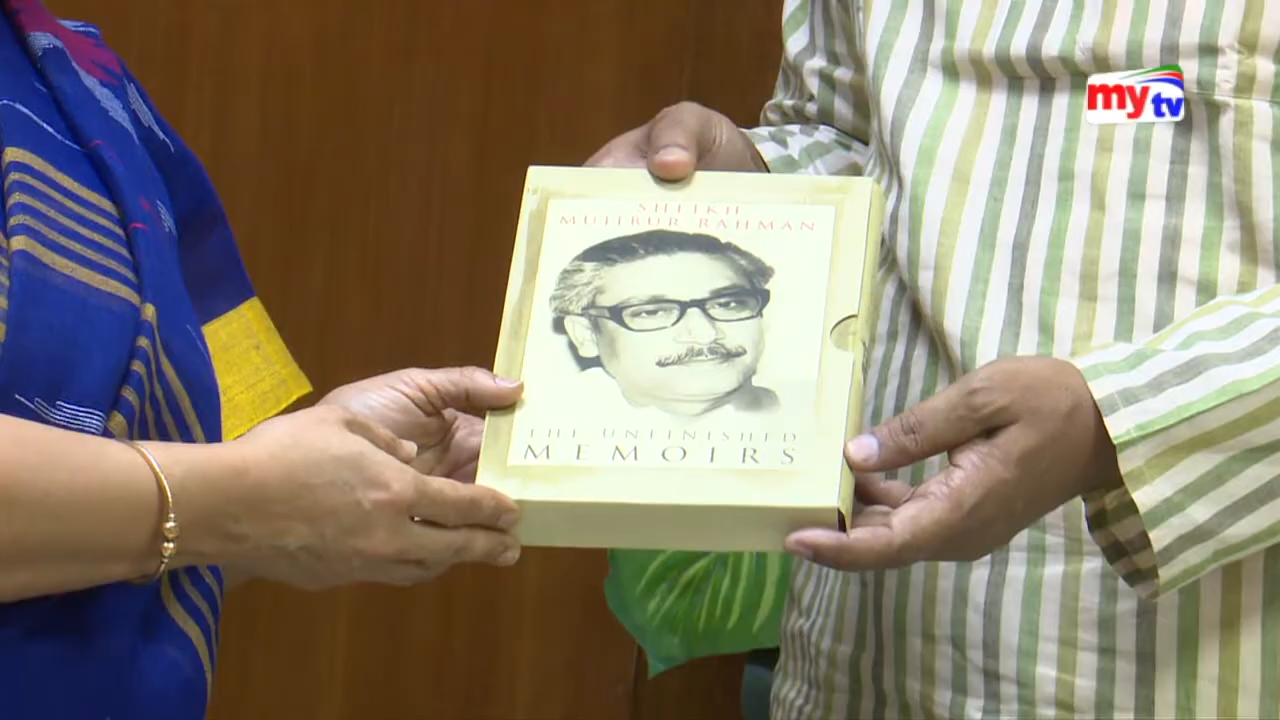 mytv
SHEIKH
MUJIBUR RAHMAN
THE UNFINISHED
MEMOIRS